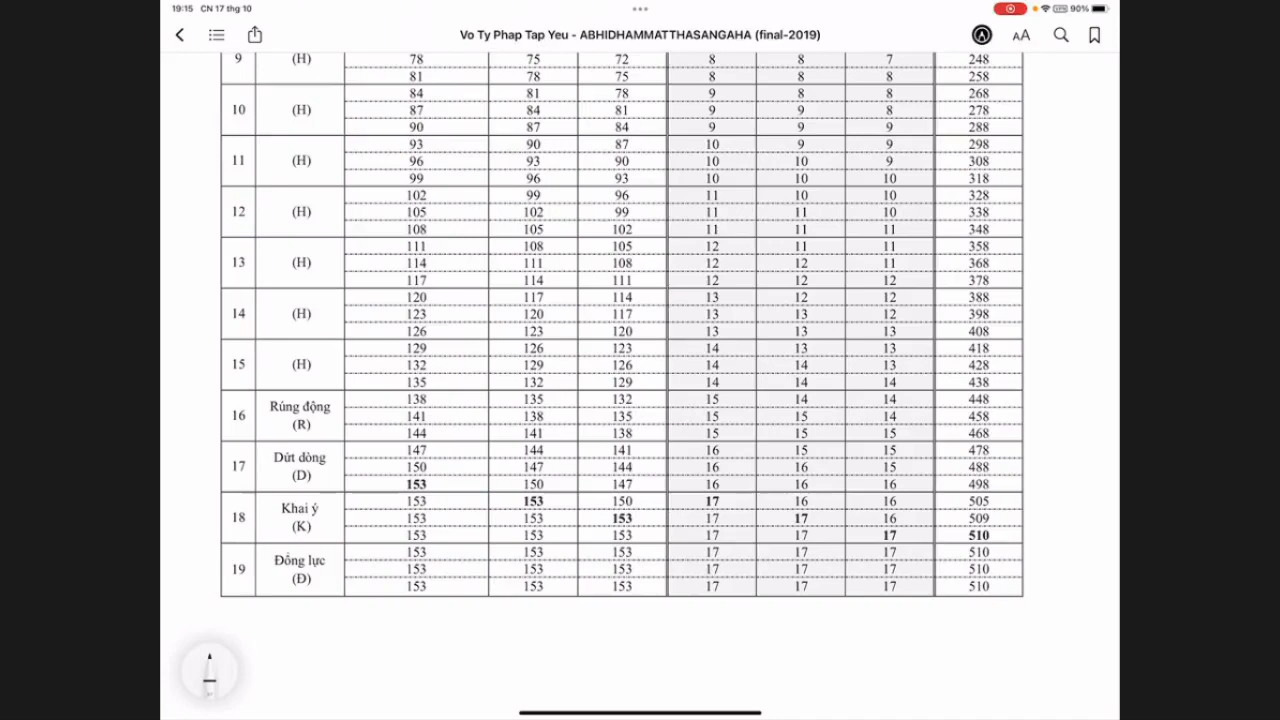 19:15 CN 17 thg 10
VPN 90%
Vo Ty Phap Tap Yeu - ABHIDHAMMATTHASANGAHA (final-2019)
AA
9 (H) 78 75 72 8 8 7 248
81 78 75 8 8 8 258
84 81 78 9 8 8 268
10 (H) 87 84 81 9 9 8 278
90 87 84 9 9 9 288
93 90 87 10 9 9 298
11 (H) 96 93 90 10 10 9 308
99 96 93 10 10 10 318
102 99 96 11 10 10 328
12 (H) 105 102 99 11 11 10 338
108 105 102 11 11 11 348
111 108 105 12 11 11 358
13 (H) 114 111 108 12 12 11 368
117 114 111 12 12 12 378
120 117 114 13 12 12 388
14 (H) 123 120 117 13 13 12 398
126 123 120 13 13 13 408
129 126 123 14 13 13 418
15 (H) 132 129 126 14 14 13 428
135 132 129 14 14 14 438
138 135 132 15 14 14 448
16 Rúng động (R) 141 138 135 15 15 14 458
144 141 138 15 15 15 468
147 144 141 16 15 15 478
17 Dứt dòng (D) 150 147 144 16 16 15 488
153 150 147 16 16 16 498
153 153 150 17 16 16 505
18 Khai ý (K) 153 153 153 17 17 16 509
153 153 153 17 17 17 510
153 153 153 17 17 17 510
19 Đổng lực (Đ) 153 153 153 17 17 17 510
153 153 153 17 17 17 510